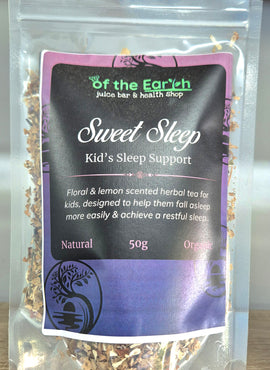 of the Earth
juice bar & health shop
Sweet Sleep
Kid's Sleep Support
Floral & lemon scented herbal tea for
kids, designed to help them fall asleep
more easily & achieve a restful sleep.
Natural 50g